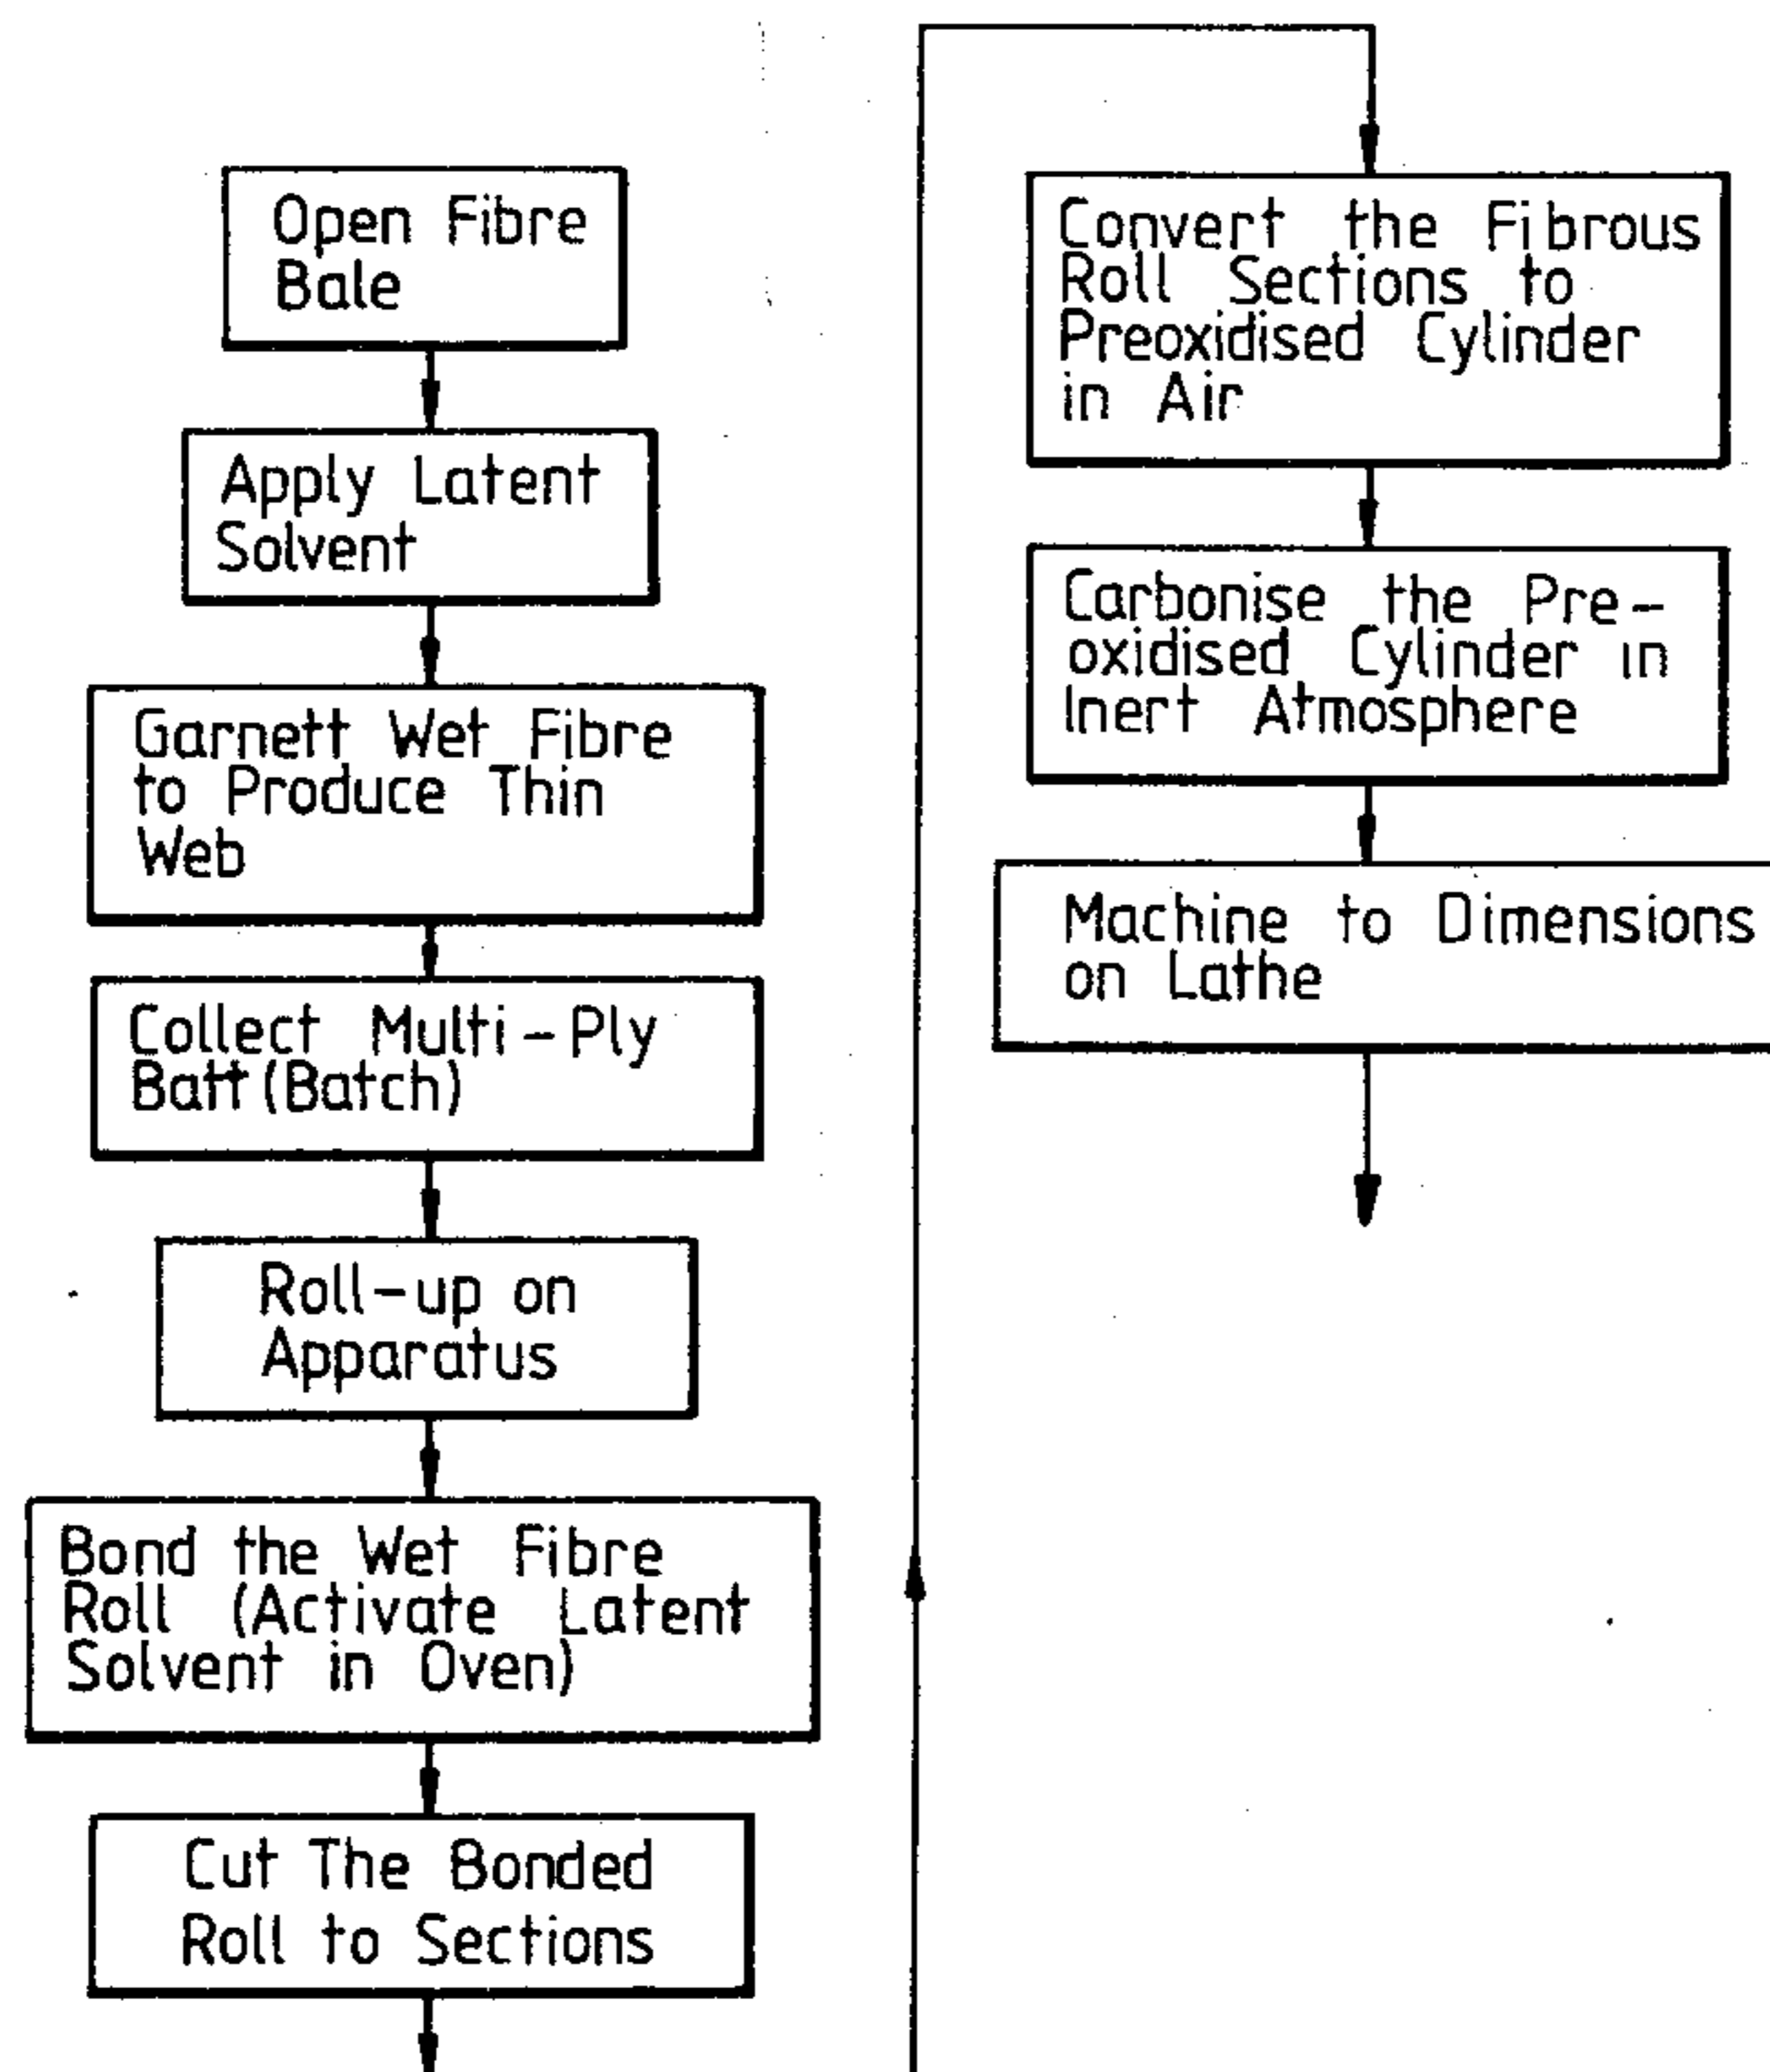 Open Fibre
Bale
Apply Latent
Solvent
Garnett Wet Fibre
to Produce Thin
Web
Collect Multi-Ply
Batt (Batch)
Roll-up on
Apparatus
Bond the Wet Fibre
Roll (Activate Latent
Solvent in Oven)
Cut The Bonded
Roll to Sections
Convert the Fibrous
Roll Sections to
Preoxidised Cylinder
in Air
Carbonise the Pre-
oxidised Cylinder in
Inert Atmosphere
Machine to Dimensions
on Lathe